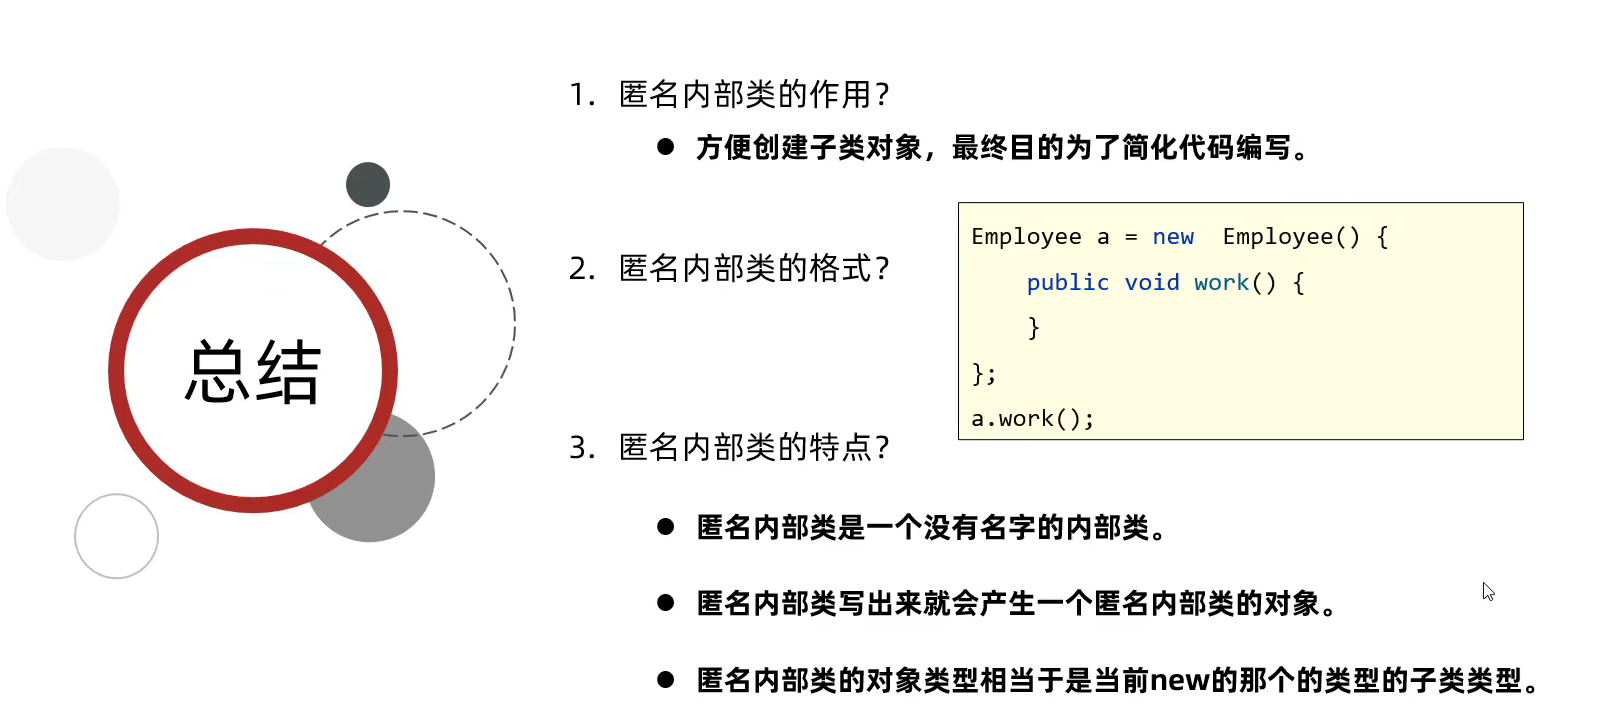 总结
1. 匿名内部类的作用？
● 方便创建子类对象，最终目的为了简化代码编写。
2. 匿名内部类的格式？
Employee a = new  Employee() {
    public void work() {
    }
};
a.work();
3. 匿名内部类的特点？
● 匿名内部类是一个没有名字的内部类。
● 匿名内部类写出来就会产生一个匿名内部类的对象。
● 匿名内部类的对象类型相当于是当前new的那个的类型的子类类型。